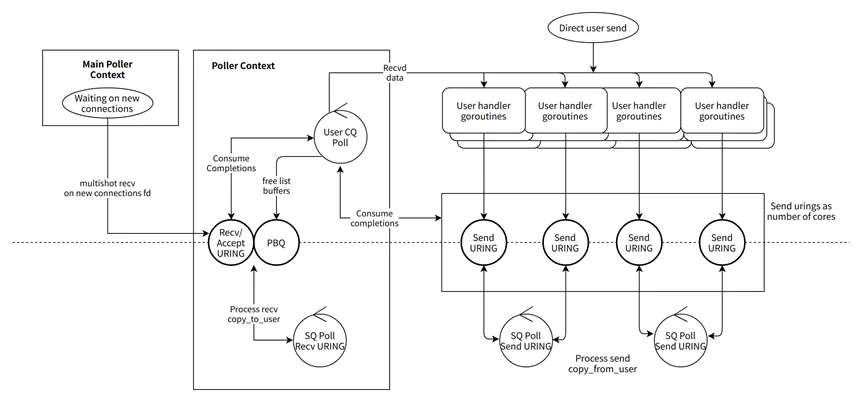 Direct user send
Main Poller
Context
Waiting on new
connections
Poller Context
Recvd
data
User handler
goroutines
User handler
goroutines
User handler
goroutines
User handler
goroutines
User CQ
Poll
Consume
Completions
free list
buffers
multishot recv
on new connections fd
Consume
completions
Send urings as
number of cores
Recv/
Accept
URING
PBQ
Send
URING
Send
URING
Send
URING
Send
URING
Process recv
copy_to_user
SQ Poll
Recv URING
SQ Poll
Send URING
SQ Poll
Send URING
Process send
copy_from_user